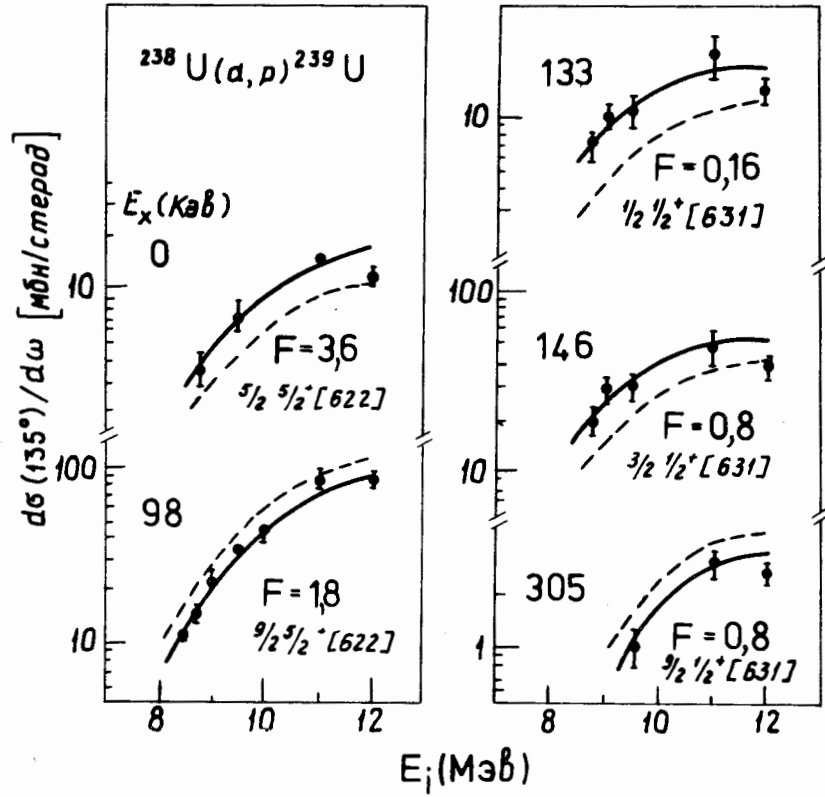 ²³⁸U(d,p)²³⁹U
dσ(135°)/dω [мбн/стерад]
Eₓ(Кэв)
0
10
F=3,6
5/2 5/2⁺[622]
100
98
10
F=1,8
9/2 5/2⁺[622]
8 10 12
133
10
F=0,16
1/2 1/2⁺[631]
100
146
F=0,8
10
3/2 1/2⁺[631]
305
1
F=0,8
9/2 1/2⁺[631]
8 10 12
Eᵢ(Мэв)